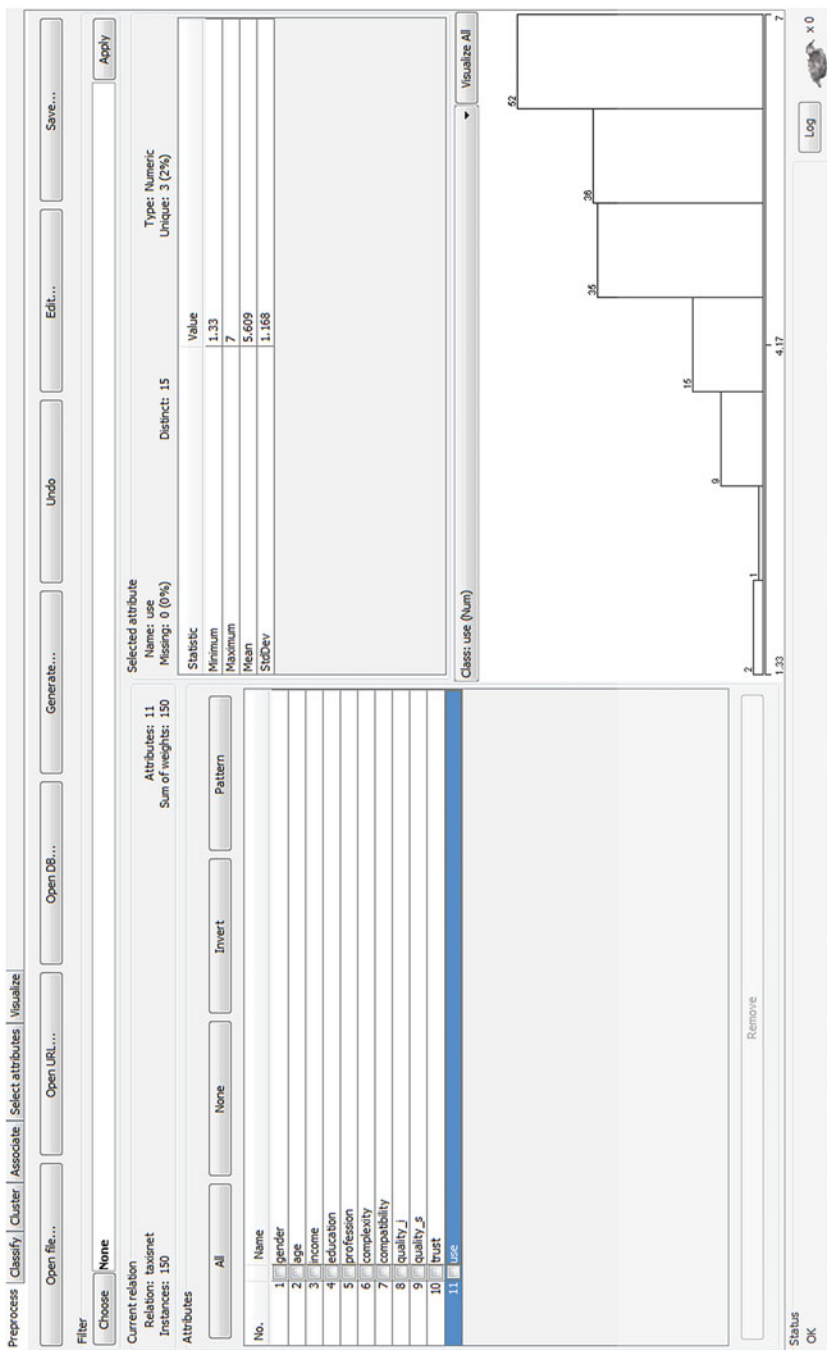 Preprocess Classify Cluster Associate Select attributes Visualize
Open file... Open URL... Open DB... Generate... Undo Edit... Save...
Filter
Choose None Apply
Current relation
Relation: taxisnet Attributes: 11
Instances: 150 Sum of weights: 150
Attributes
All None Invert Pattern
No. Name
1 gender
2 age
3 income
4 education
5 profession
6 complexity
7 compatibility
8 quality_i
9 quality_s
10 trust
11 use
Remove
Selected attribute
Name: use Type: Numeric
Missing: 0 (0%) Distinct: 15 Unique: 3 (2%)
Statistic Value
Minimum 1.33
Maximum 7
Mean 5.609
StdDev 1.168
Class: use (Num) Visualize All
2
1
9
15
35
36
52
1.33 4.17 7
Status
OK Log x 0